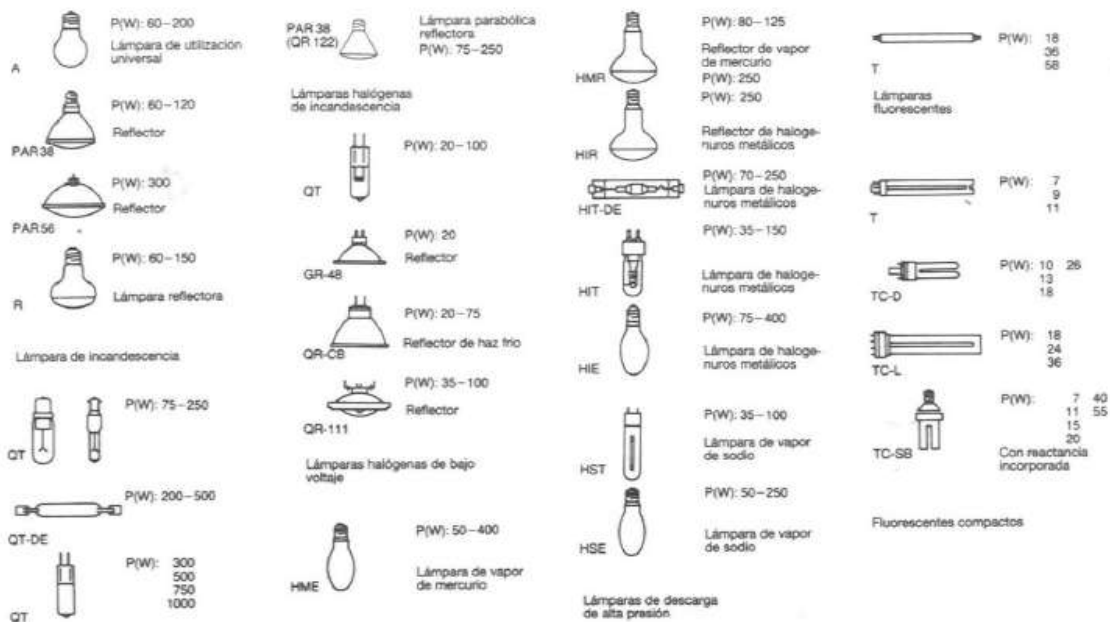 P(W): 60–200
Lámpara de utilización
universal
A
P(W): 60–120
Reflector
PAR38
P(W): 300
Reflector
PAR56
P(W): 60–150
Lámpara reflectora
R
Lámpara de incandescencia
P(W): 75–250
QT
P(W): 200–500
QT-DE
P(W): 300
500
750
1000
QT
PAR 38
(QR 122)
Lámpara parabólica
reflectora
P(W): 75–250
Lámparas halógenas
de incandescencia
P(W): 20–100
QT
P(W): 20
Reflector
GR-48
P(W): 20–75
Reflector de haz frio
QR-CB
P(W): 35–100
Reflector
QR-111
Lámparas halógenas de bajo
voltaje
P(W): 50–400
Lámpara de vapor
de mercurio
HME
P(W): 80–125
Reflector de vapor
de mercurio
HMR
P(W): 250
P(W): 250
Reflector de haloge-
nuros metálicos
HIR
P(W): 70–250
Lámpara de haloge-
nuros metálicos
HIT-DE
P(W): 35–150
Lámpara de haloge-
nuros metálicos
HIT
P(W): 75–400
Lámpara de haloge-
nuros metálicos
HIE
P(W): 35–100
Lámpara de vapor
de sodio
HST
P(W): 50–250
Lámpara de vapor
de sodio
HSE
Lámparas de descarga
de alta presión
P(W): 18
36
58
T
Lámparas
fluorescentes
P(W): 7
9
11
T
P(W): 10 26
13
18
TC-D
P(W): 18
24
36
TC-L
P(W): 7 40
11 55
15
20
TC-SB
Con reactancia
incorporada
Fluorescentes compactos